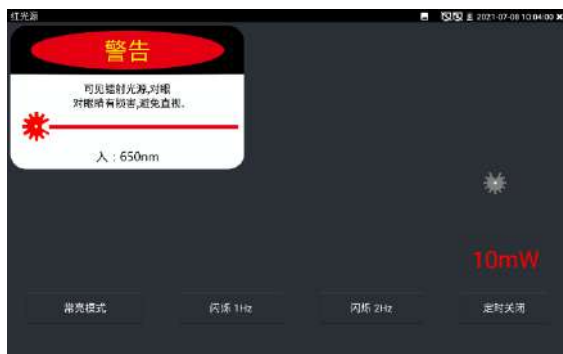 红光源
2021-07-08 10:04:00
警告
可见镭射光源,对眼
对眼睛有损害,避免直视.
入 : 650nm
10mW
常亮模式
闪烁 1Hz
闪烁 2Hz
定时关闭